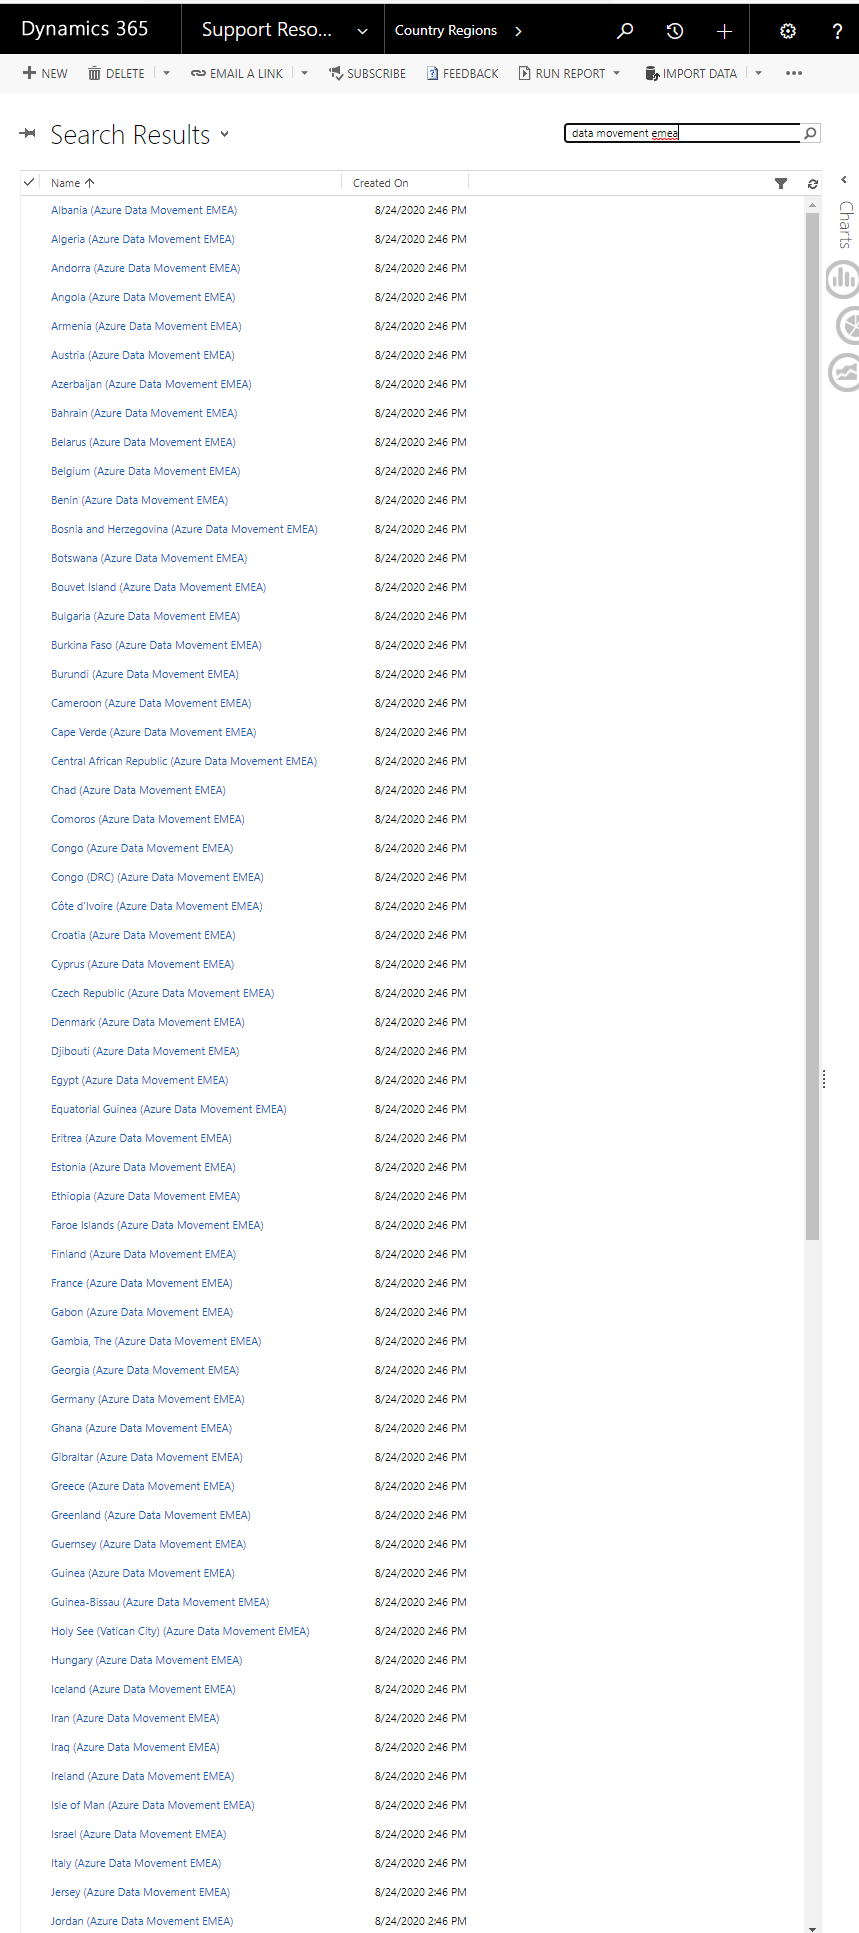 Dynamics 365 Support Reso... Country Regions
NEW DELETE EMAIL A LINK SUBSCRIBE FEEDBACK RUN REPORT IMPORT DATA
Search Results data movement emea
Name Created On
Charts
Albania (Azure Data Movement EMEA) 8/24/2020 2:46 PM
Algeria (Azure Data Movement EMEA) 8/24/2020 2:46 PM
Andorra (Azure Data Movement EMEA) 8/24/2020 2:46 PM
Angola (Azure Data Movement EMEA) 8/24/2020 2:46 PM
Armenia (Azure Data Movement EMEA) 8/24/2020 2:46 PM
Austria (Azure Data Movement EMEA) 8/24/2020 2:46 PM
Azerbaijan (Azure Data Movement EMEA) 8/24/2020 2:46 PM
Bahrain (Azure Data Movement EMEA) 8/24/2020 2:46 PM
Belarus (Azure Data Movement EMEA) 8/24/2020 2:46 PM
Belgium (Azure Data Movement EMEA) 8/24/2020 2:46 PM
Benin (Azure Data Movement EMEA) 8/24/2020 2:46 PM
Bosnia and Herzegovina (Azure Data Movement EMEA) 8/24/2020 2:46 PM
Botswana (Azure Data Movement EMEA) 8/24/2020 2:46 PM
Bouvet Island (Azure Data Movement EMEA) 8/24/2020 2:46 PM
Bulgaria (Azure Data Movement EMEA) 8/24/2020 2:46 PM
Burkina Faso (Azure Data Movement EMEA) 8/24/2020 2:46 PM
Burundi (Azure Data Movement EMEA) 8/24/2020 2:46 PM
Cameroon (Azure Data Movement EMEA) 8/24/2020 2:46 PM
Cape Verde (Azure Data Movement EMEA) 8/24/2020 2:46 PM
Central African Republic (Azure Data Movement EMEA) 8/24/2020 2:46 PM
Chad (Azure Data Movement EMEA) 8/24/2020 2:46 PM
Comoros (Azure Data Movement EMEA) 8/24/2020 2:46 PM
Congo (Azure Data Movement EMEA) 8/24/2020 2:46 PM
Congo (DRC) (Azure Data Movement EMEA) 8/24/2020 2:46 PM
Côte d'Ivoire (Azure Data Movement EMEA) 8/24/2020 2:46 PM
Croatia (Azure Data Movement EMEA) 8/24/2020 2:46 PM
Cyprus (Azure Data Movement EMEA) 8/24/2020 2:46 PM
Czech Republic (Azure Data Movement EMEA) 8/24/2020 2:46 PM
Denmark (Azure Data Movement EMEA) 8/24/2020 2:46 PM
Djibouti (Azure Data Movement EMEA) 8/24/2020 2:46 PM
Egypt (Azure Data Movement EMEA) 8/24/2020 2:46 PM
Equatorial Guinea (Azure Data Movement EMEA) 8/24/2020 2:46 PM
Eritrea (Azure Data Movement EMEA) 8/24/2020 2:46 PM
Estonia (Azure Data Movement EMEA) 8/24/2020 2:46 PM
Ethiopia (Azure Data Movement EMEA) 8/24/2020 2:46 PM
Faroe Islands (Azure Data Movement EMEA) 8/24/2020 2:46 PM
Finland (Azure Data Movement EMEA) 8/24/2020 2:46 PM
France (Azure Data Movement EMEA) 8/24/2020 2:46 PM
Gabon (Azure Data Movement EMEA) 8/24/2020 2:46 PM
Gambia, The (Azure Data Movement EMEA) 8/24/2020 2:46 PM
Georgia (Azure Data Movement EMEA) 8/24/2020 2:46 PM
Germany (Azure Data Movement EMEA) 8/24/2020 2:46 PM
Ghana (Azure Data Movement EMEA) 8/24/2020 2:46 PM
Gibraltar (Azure Data Movement EMEA) 8/24/2020 2:46 PM
Greece (Azure Data Movement EMEA) 8/24/2020 2:46 PM
Greenland (Azure Data Movement EMEA) 8/24/2020 2:46 PM
Guernsey (Azure Data Movement EMEA) 8/24/2020 2:46 PM
Guinea (Azure Data Movement EMEA) 8/24/2020 2:46 PM
Guinea-Bissau (Azure Data Movement EMEA) 8/24/2020 2:46 PM
Holy See (Vatican City) (Azure Data Movement EMEA) 8/24/2020 2:46 PM
Hungary (Azure Data Movement EMEA) 8/24/2020 2:46 PM
Iceland (Azure Data Movement EMEA) 8/24/2020 2:46 PM
Iran (Azure Data Movement EMEA) 8/24/2020 2:46 PM
Iraq (Azure Data Movement EMEA) 8/24/2020 2:46 PM
Ireland (Azure Data Movement EMEA) 8/24/2020 2:46 PM
Isle of Man (Azure Data Movement EMEA) 8/24/2020 2:46 PM
Israel (Azure Data Movement EMEA) 8/24/2020 2:46 PM
Italy (Azure Data Movement EMEA) 8/24/2020 2:46 PM
Jersey (Azure Data Movement EMEA) 8/24/2020 2:46 PM
Jordan (Azure Data Movement EMEA) 8/24/2020 2:46 PM